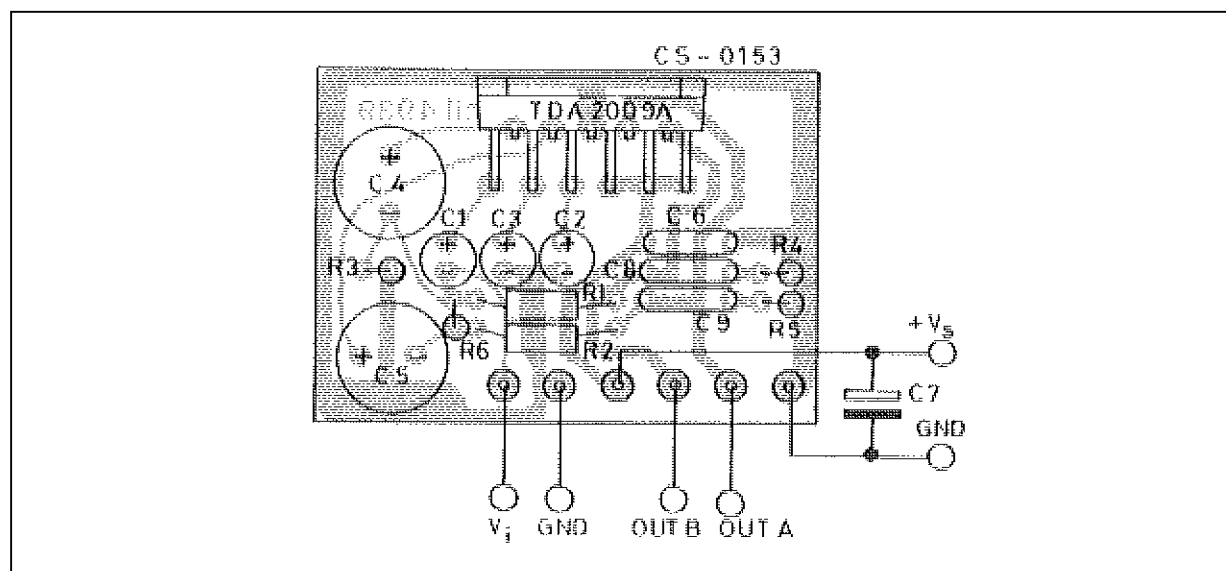 CS-0153
TDA 2009A
C4
C1 C3 C2 C6
R3 C8 R4
R1
C9 R5
R6 R2 +Vs
C5
C7
GND
Vi GND OUT B OUT A